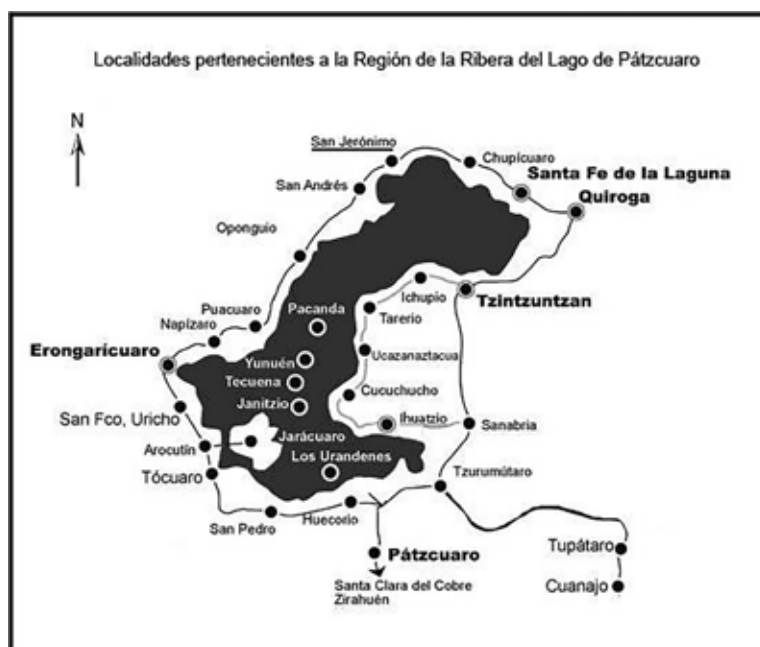 Localidades pertenecientes a la Región de la Ribera del Lago de Pátzcuaro
N
San Jerónimo
Chupícuaro
Santa Fe de la Laguna
San Andrés
Quiroga
Oponguio
Ichupio
Tzintzuntzan
Pacanda
Tarerio
Puacuaro
Napízaro
Erongarícuaro
Yunuén
Ucazanaztacua
Tecuena
Cucuchucho
Janitzio
San Fco, Uricho
Ihuatzio
Sanabria
Arocutín
Jarácuaro
Los Urandenes
Tócuaro
Tzurumútaro
San Pedro
Huecorio
Pátzcuaro
Tupátaro
Santa Clara del Cobre
Zirahuén
Cuanajo